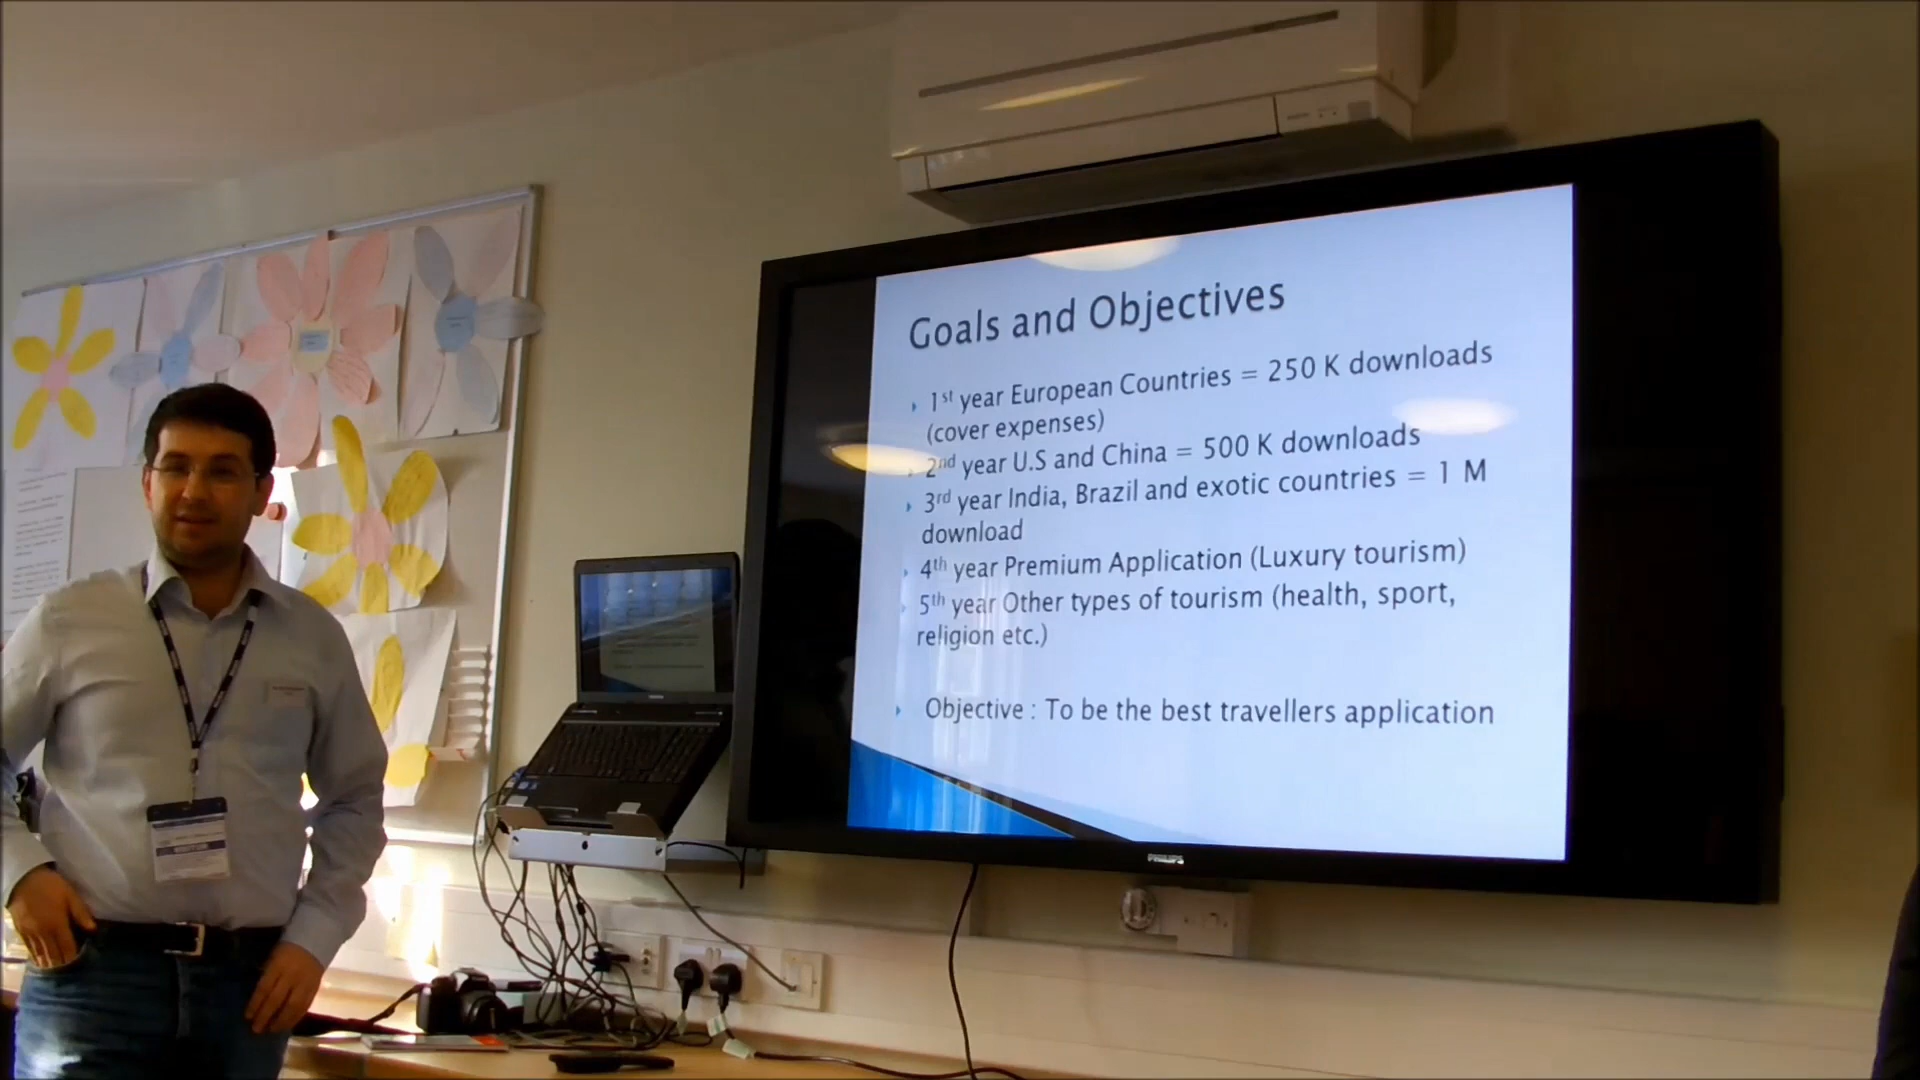 Goals and Objectives
1st year European Countries = 250 K downloads
(cover expenses)
2nd year U.S and China = 500 K downloads
3rd year India, Brazil and exotic countries = 1 M
download
4th year Premium Application (Luxury tourism)
5th year Other types of tourism (health, sport,
religion etc.)
Objective : To be the best travellers application
PHILIPS
VISITOR